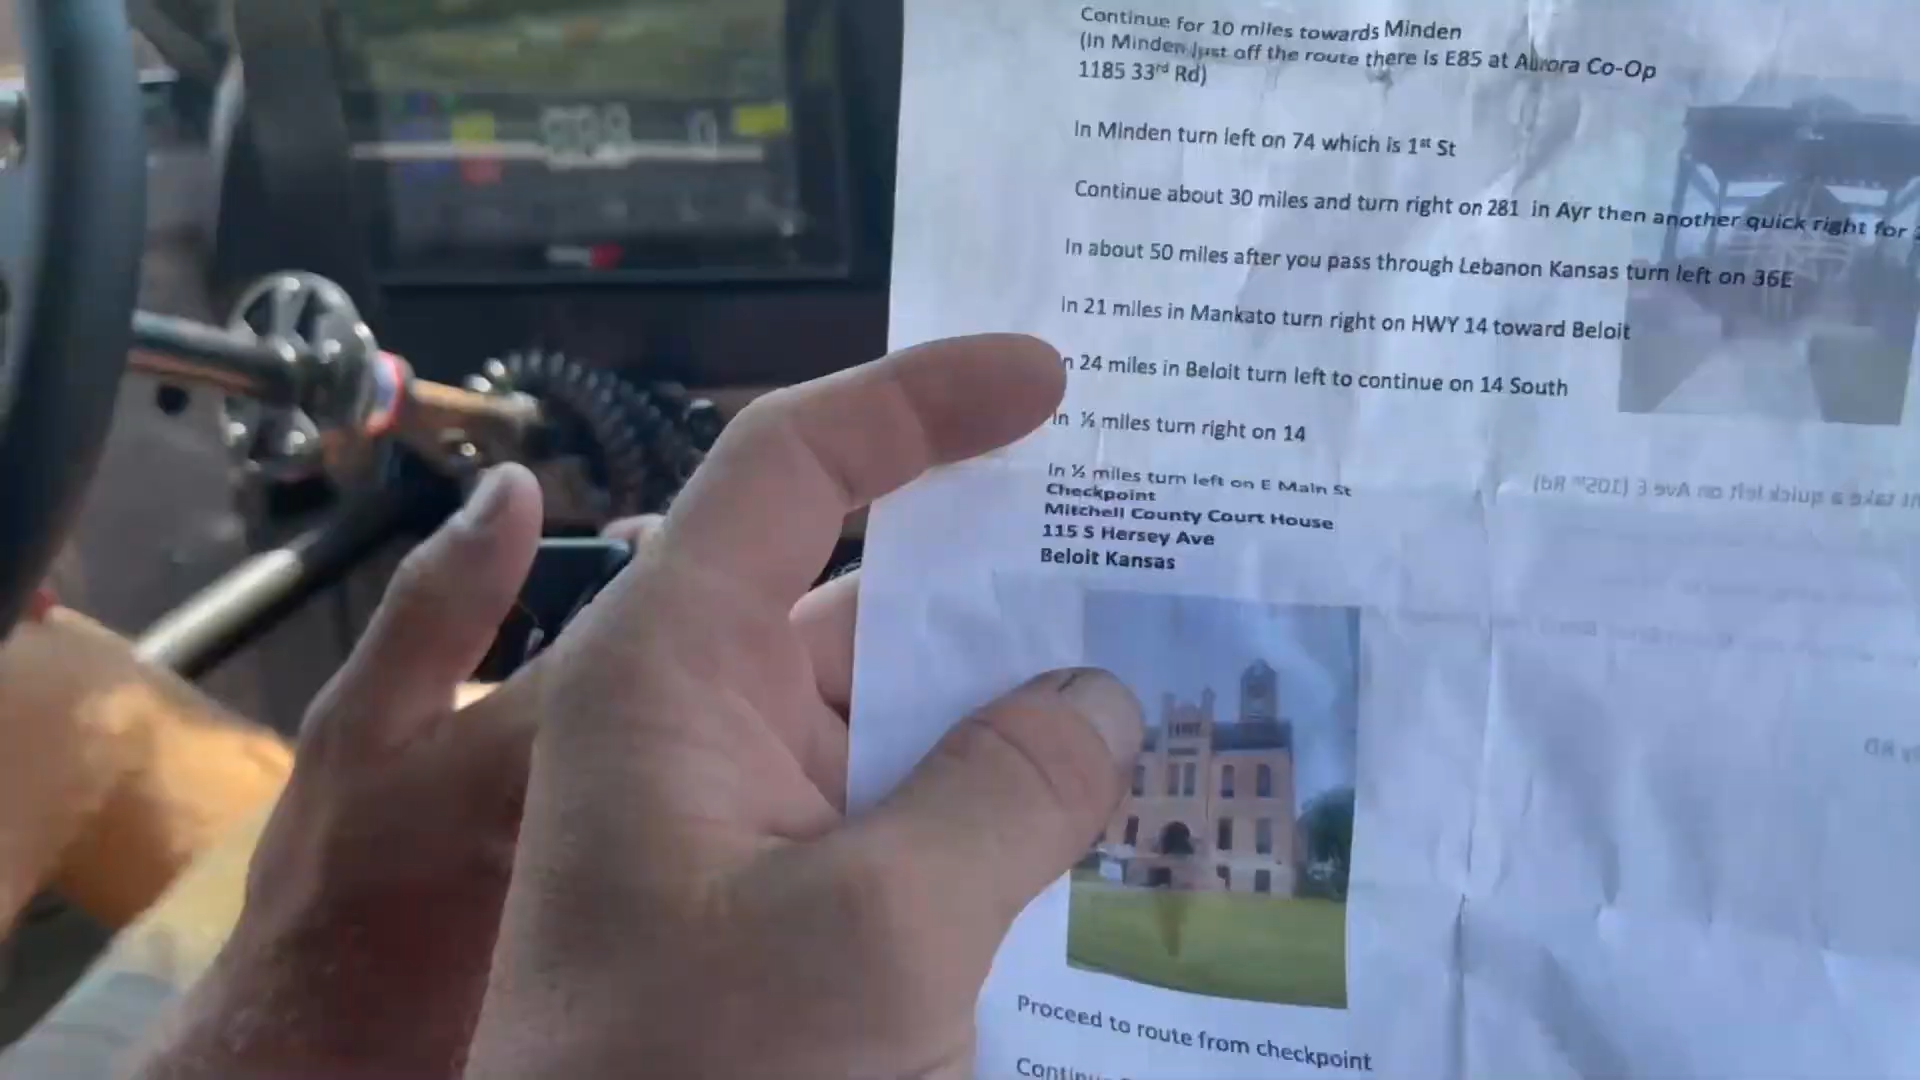 Continue for 10 miles towards Minden
(In Minden just off the route there is E85 at Aurora Co-Op
1185 33rd Rd)
In Minden turn left on 74 which is 1st St
Continue about 30 miles and turn right on 281 in Ayr then another quick right for
In about 50 miles after you pass through Lebanon Kansas turn left on 36E
In 21 miles in Mankato turn right on HWY 14 toward Beloit
n 24 miles in Beloit turn left to continue on 14 South
In ½ miles turn right on 14
In ½ miles turn left on E Main St
Checkpoint
Mitchell County Court House
115 S Hersey Ave
Beloit Kansas
Proceed to route from checkpoint